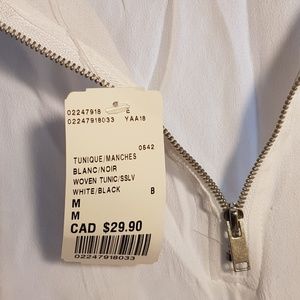 02247918 E
02247918033 YAA18
0542
TUNIQUE/MANCHES
BLANC/NOIR
WOVEN TUNIC/SSLV
WHITE/BLACK B
M
M
CAD $29.90
02247918033